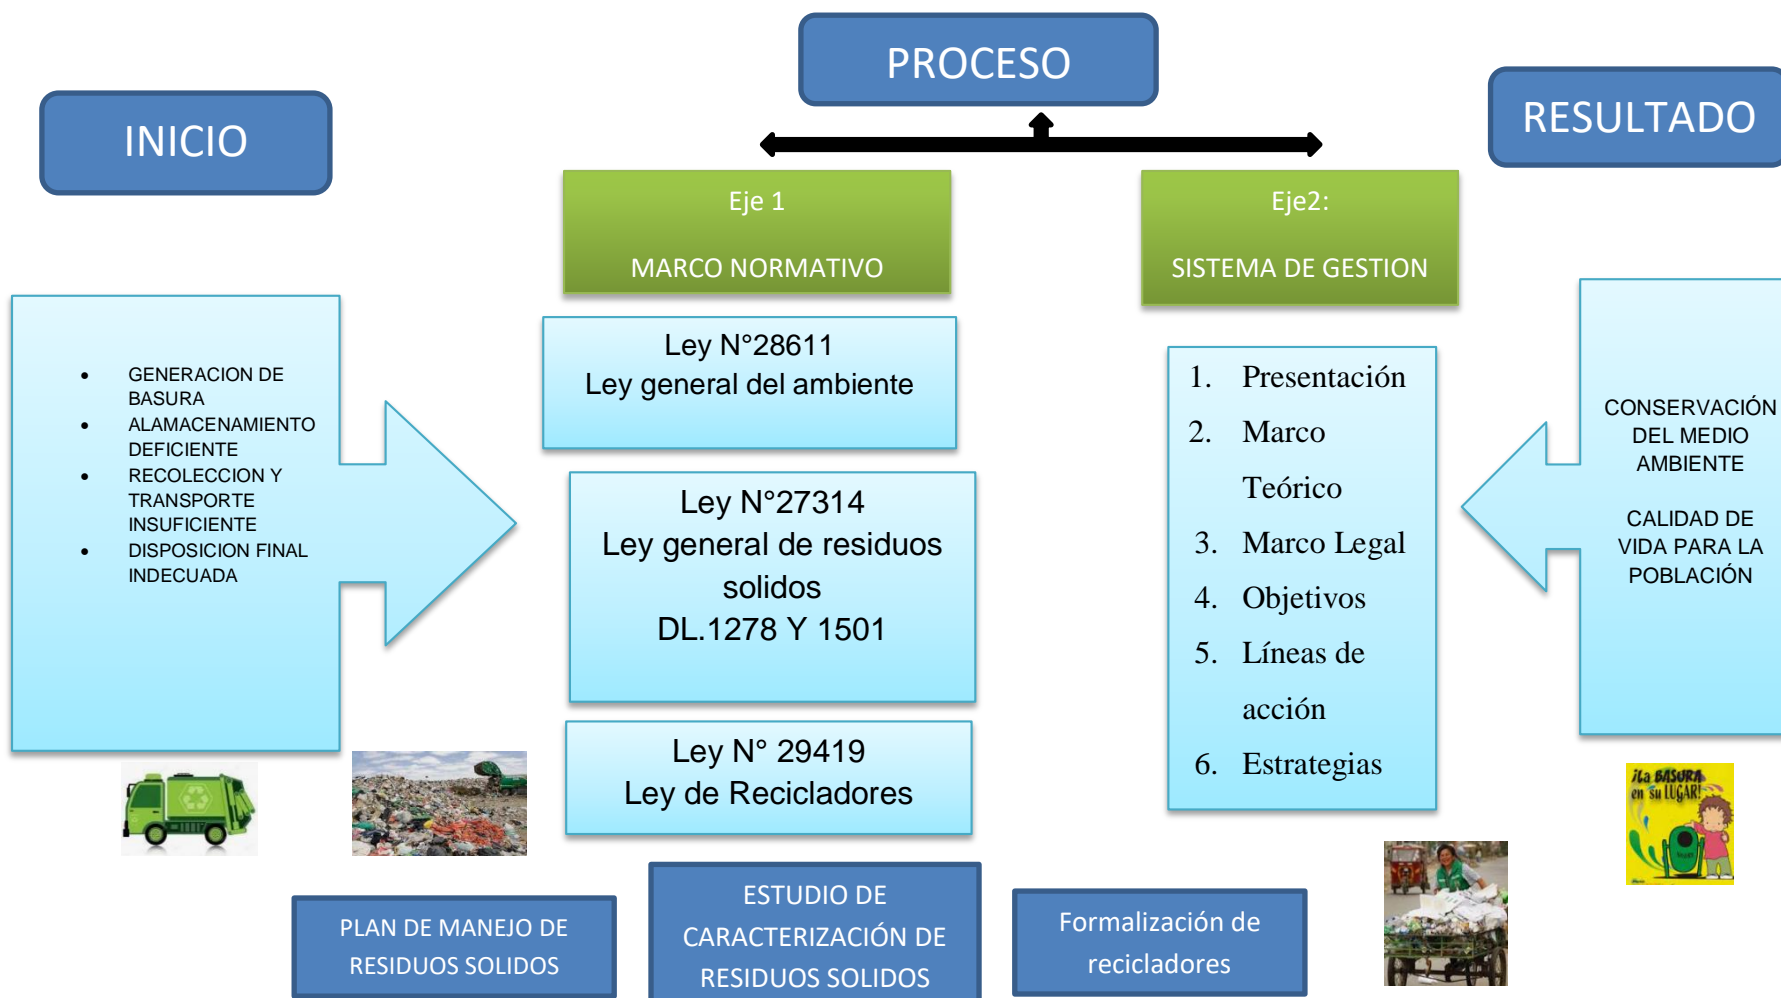 PROCESO
INICIO
RESULTADO
Eje 1
MARCO NORMATIVO
Eje2:
SISTEMA DE GESTION
• GENERACION DE
BASURA
• ALAMACENAMIENTO
DEFICIENTE
• RECOLECCION Y
TRANSPORTE
INSUFICIENTE
• DISPOSICION FINAL
INDECUADA
Ley N°28611
Ley general del ambiente
Ley N°27314
Ley general de residuos
solidos
DL.1278 Y 1501
Ley N° 29419
Ley de Recicladores
1. Presentación
2. Marco
Teórico
3. Marco Legal
4. Objetivos
5. Líneas de
acción
6. Estrategias
CONSERVACIÓN
DEL MEDIO
AMBIENTE
CALIDAD DE
VIDA PARA LA
POBLACIÓN
¡La BASURA
en su LUGAR!
PLAN DE MANEJO DE
RESIDUOS SOLIDOS
ESTUDIO DE
CARACTERIZACIÓN DE
RESIDUOS SOLIDOS
Formalización de
recicladores